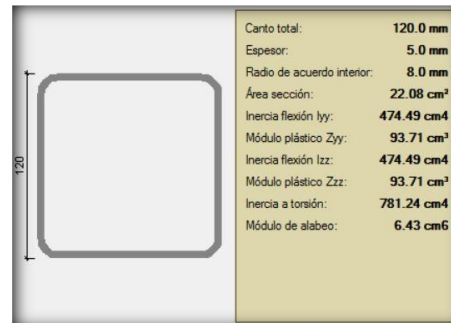 120
Canto total: 120.0 mm
Espesor: 5.0 mm
Radio de acuerdo interior: 8.0 mm
Área sección: 22.08 cm²
Inercia flexión Iyy: 474.49 cm4
Módulo plástico Zyy: 93.71 cm³
Inercia flexión Izz: 474.49 cm4
Módulo plástico Zzz: 93.71 cm³
Inercia a torsión: 781.24 cm4
Módulo de alabeo: 6.43 cm6